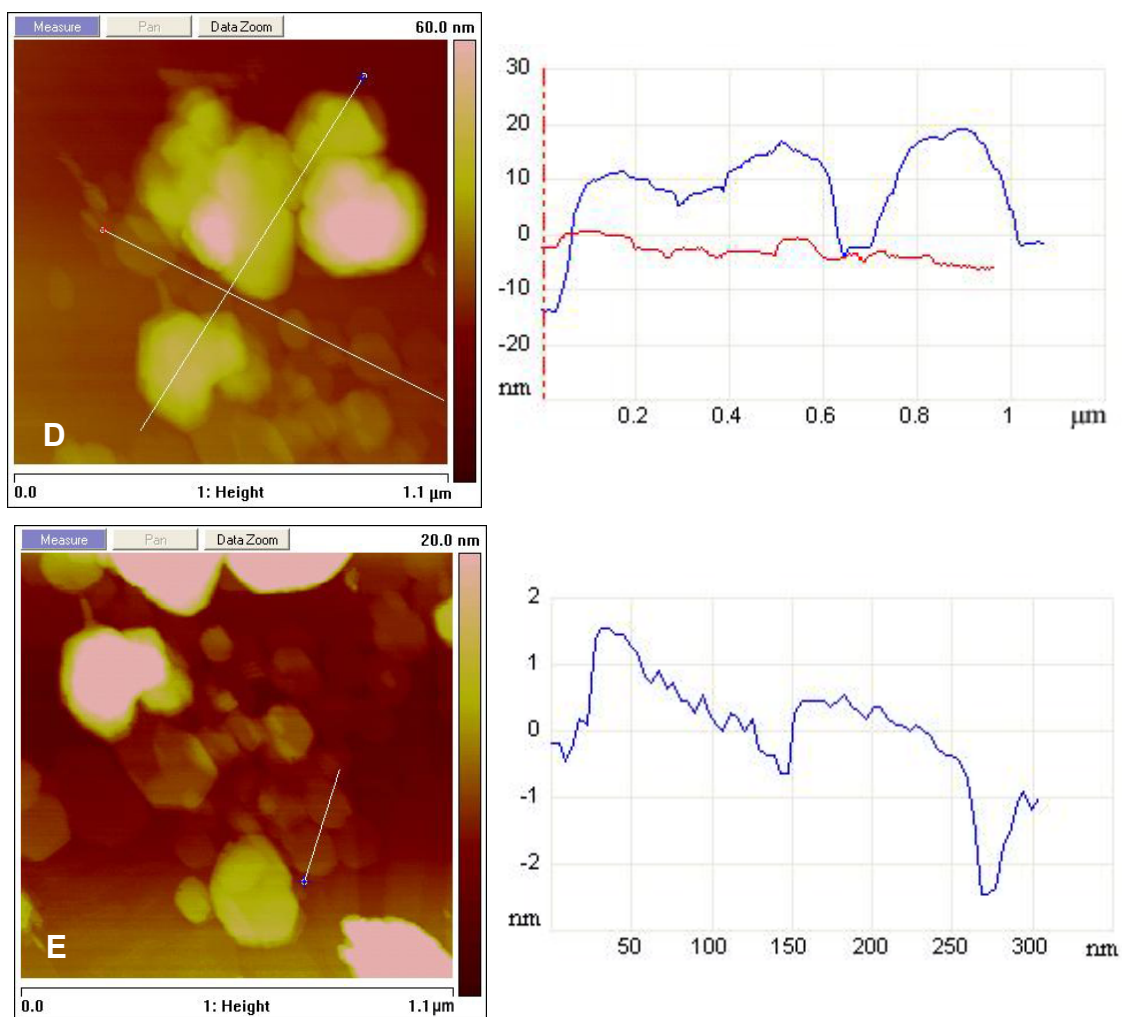 Measure Pan Data Zoom 60.0 nm
D
0.0 1: Height 1.1 μm
30
20
10
0
-10
-20
nm
0.2 0.4 0.6 0.8 1 μm
Measure Pan Data Zoom 20.0 nm
E
0.0 1: Height 1.1 μm
2
1
0
-1
-2
nm
50 100 150 200 250 300 nm